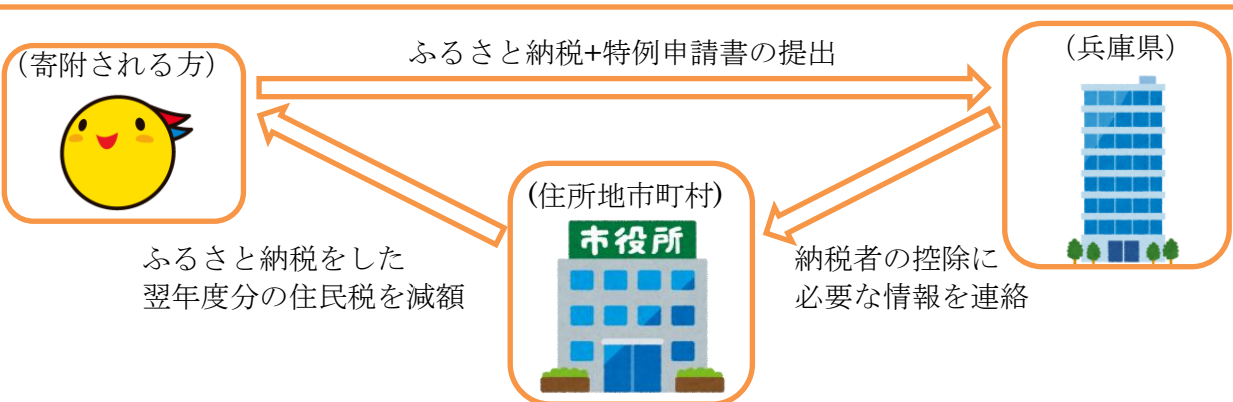 ふるさと納税+特例申請書の提出
(寄附される方)
(兵庫県)
(住所地市町村)
市役所
ふるさと納税をした
翌年度分の住民税を減額
納税者の控除に
必要な情報を連絡